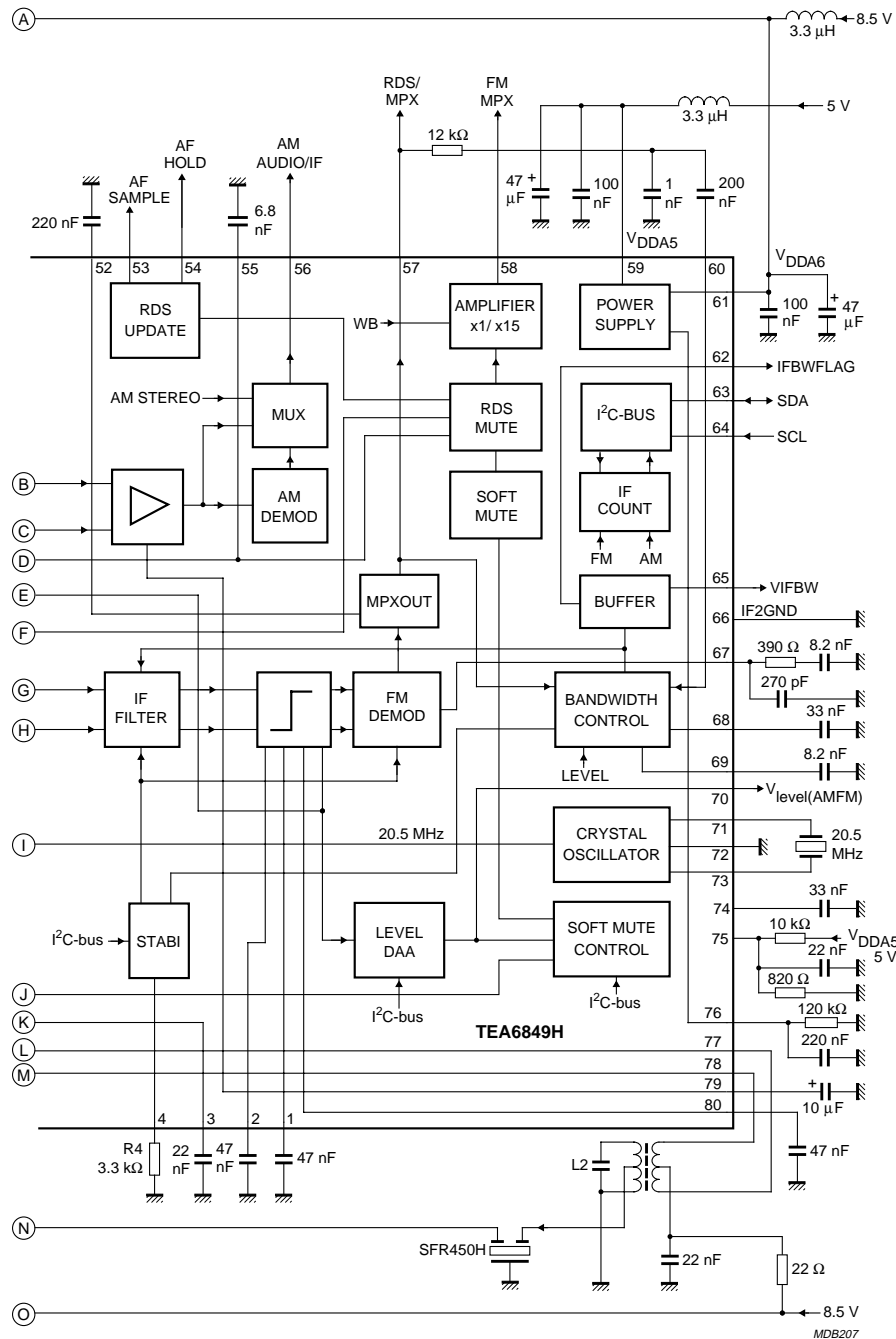 A
3.3 μH
8.5 V
RDS/
MPX
FM
MPX
3.3 μH
5 V
12 kΩ
AF
SAMPLE
AF
HOLD
AM
AUDIO/IF
220 nF
6.8
nF
47
μF
+
100
nF
1
nF
200
nF
VDDA5
VDDA6
52
53
54
55
56
57
58
59
60
61
100
nF
+
47
μF
RDS
UPDATE
WB
AMPLIFIER
x1/ x15
POWER
SUPPLY
62
IFBWFLAG
AM STEREO
MUX
RDS
MUTE
I2C-BUS
63
SDA
64
SCL
B
C
AM
DEMOD
SOFT
MUTE
IF
COUNT
FM
AM
D
E
F
MPXOUT
BUFFER
65
VIFBW
66
IF2GND
67
390 Ω
8.2 nF
270 pF
G
H
IF
FILTER
FM
DEMOD
BANDWIDTH
CONTROL
68
33 nF
69
8.2 nF
LEVEL
70
Vlevel(AMFM)
I
20.5 MHz
CRYSTAL
OSCILLATOR
71
72
73
20.5
MHz
74
33 nF
I2C-bus
STABI
LEVEL
DAA
SOFT MUTE
CONTROL
75
10 kΩ
VDDA5
5 V
22 nF
820 Ω
J
I2C-bus
I2C-bus
76
120 kΩ
K
TEA6849H
220 nF
L
77
M
78
79
+
10 μF
80
4
3
2
1
R4
3.3 kΩ
22
nF
47
nF
47 nF
L2
47 nF
N
SFR450H
22 nF
22 Ω
O
8.5 V
MDB207